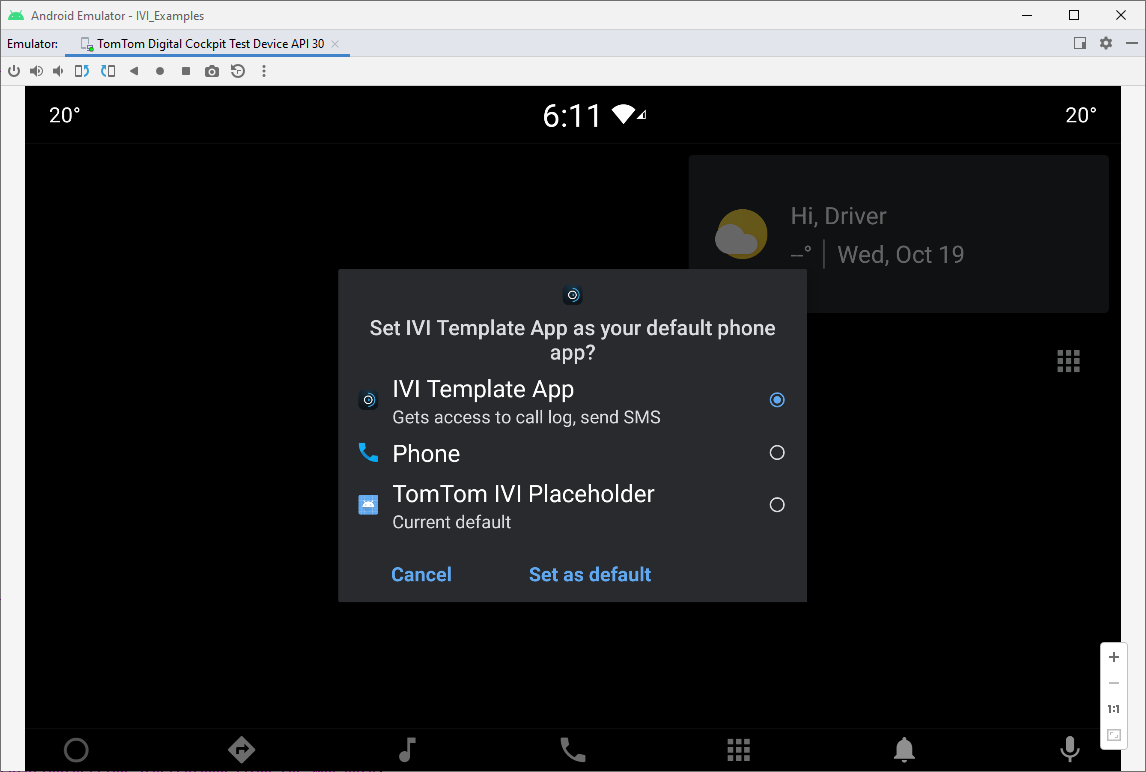 Android Emulator - IVI_Examples
Emulator: TomTom Digital Cockpit Test Device API 30
20° 6:11 20°
Hi, Driver
--° Wed, Oct 19
Set IVI Template App as your default phone
app?
IVI Template App
Gets access to call log, send SMS
Phone
TomTom IVI Placeholder
Current default
Cancel Set as default
1:1